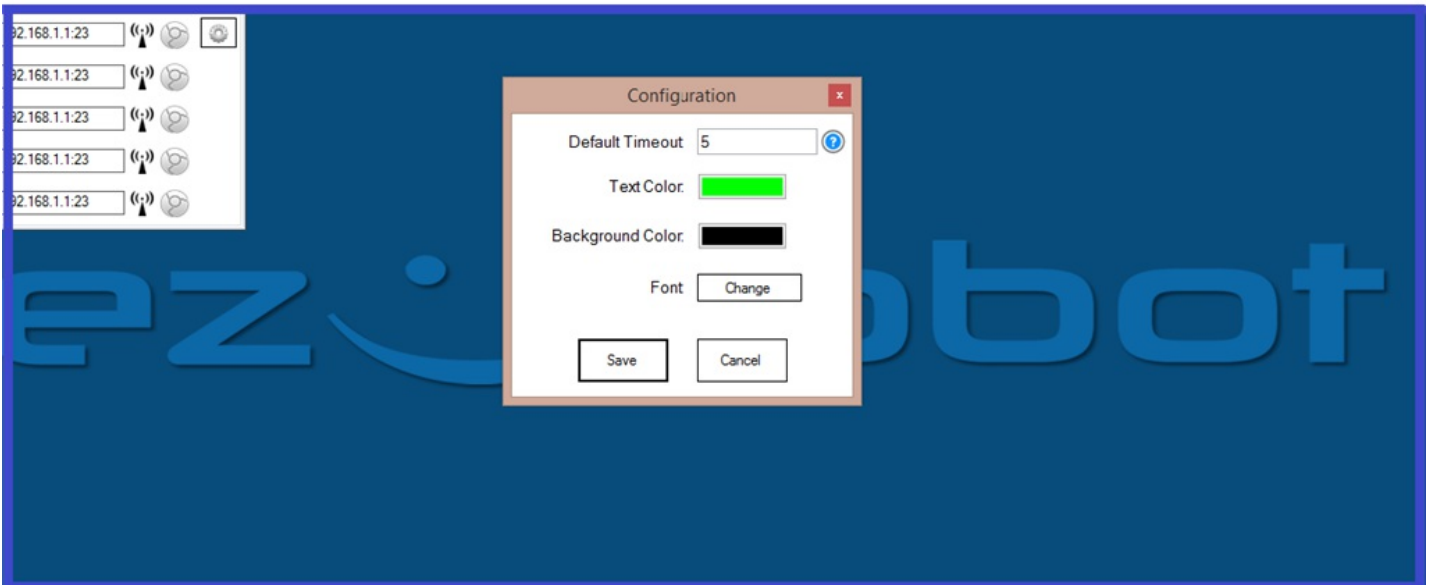 92.168.1.1:23
92.168.1.1:23
92.168.1.1:23
92.168.1.1:23
92.168.1.1:23
Configuration
Default Timeout 5 ?
Text Color:
Background Color:
Font Change
Save Cancel
ez obot